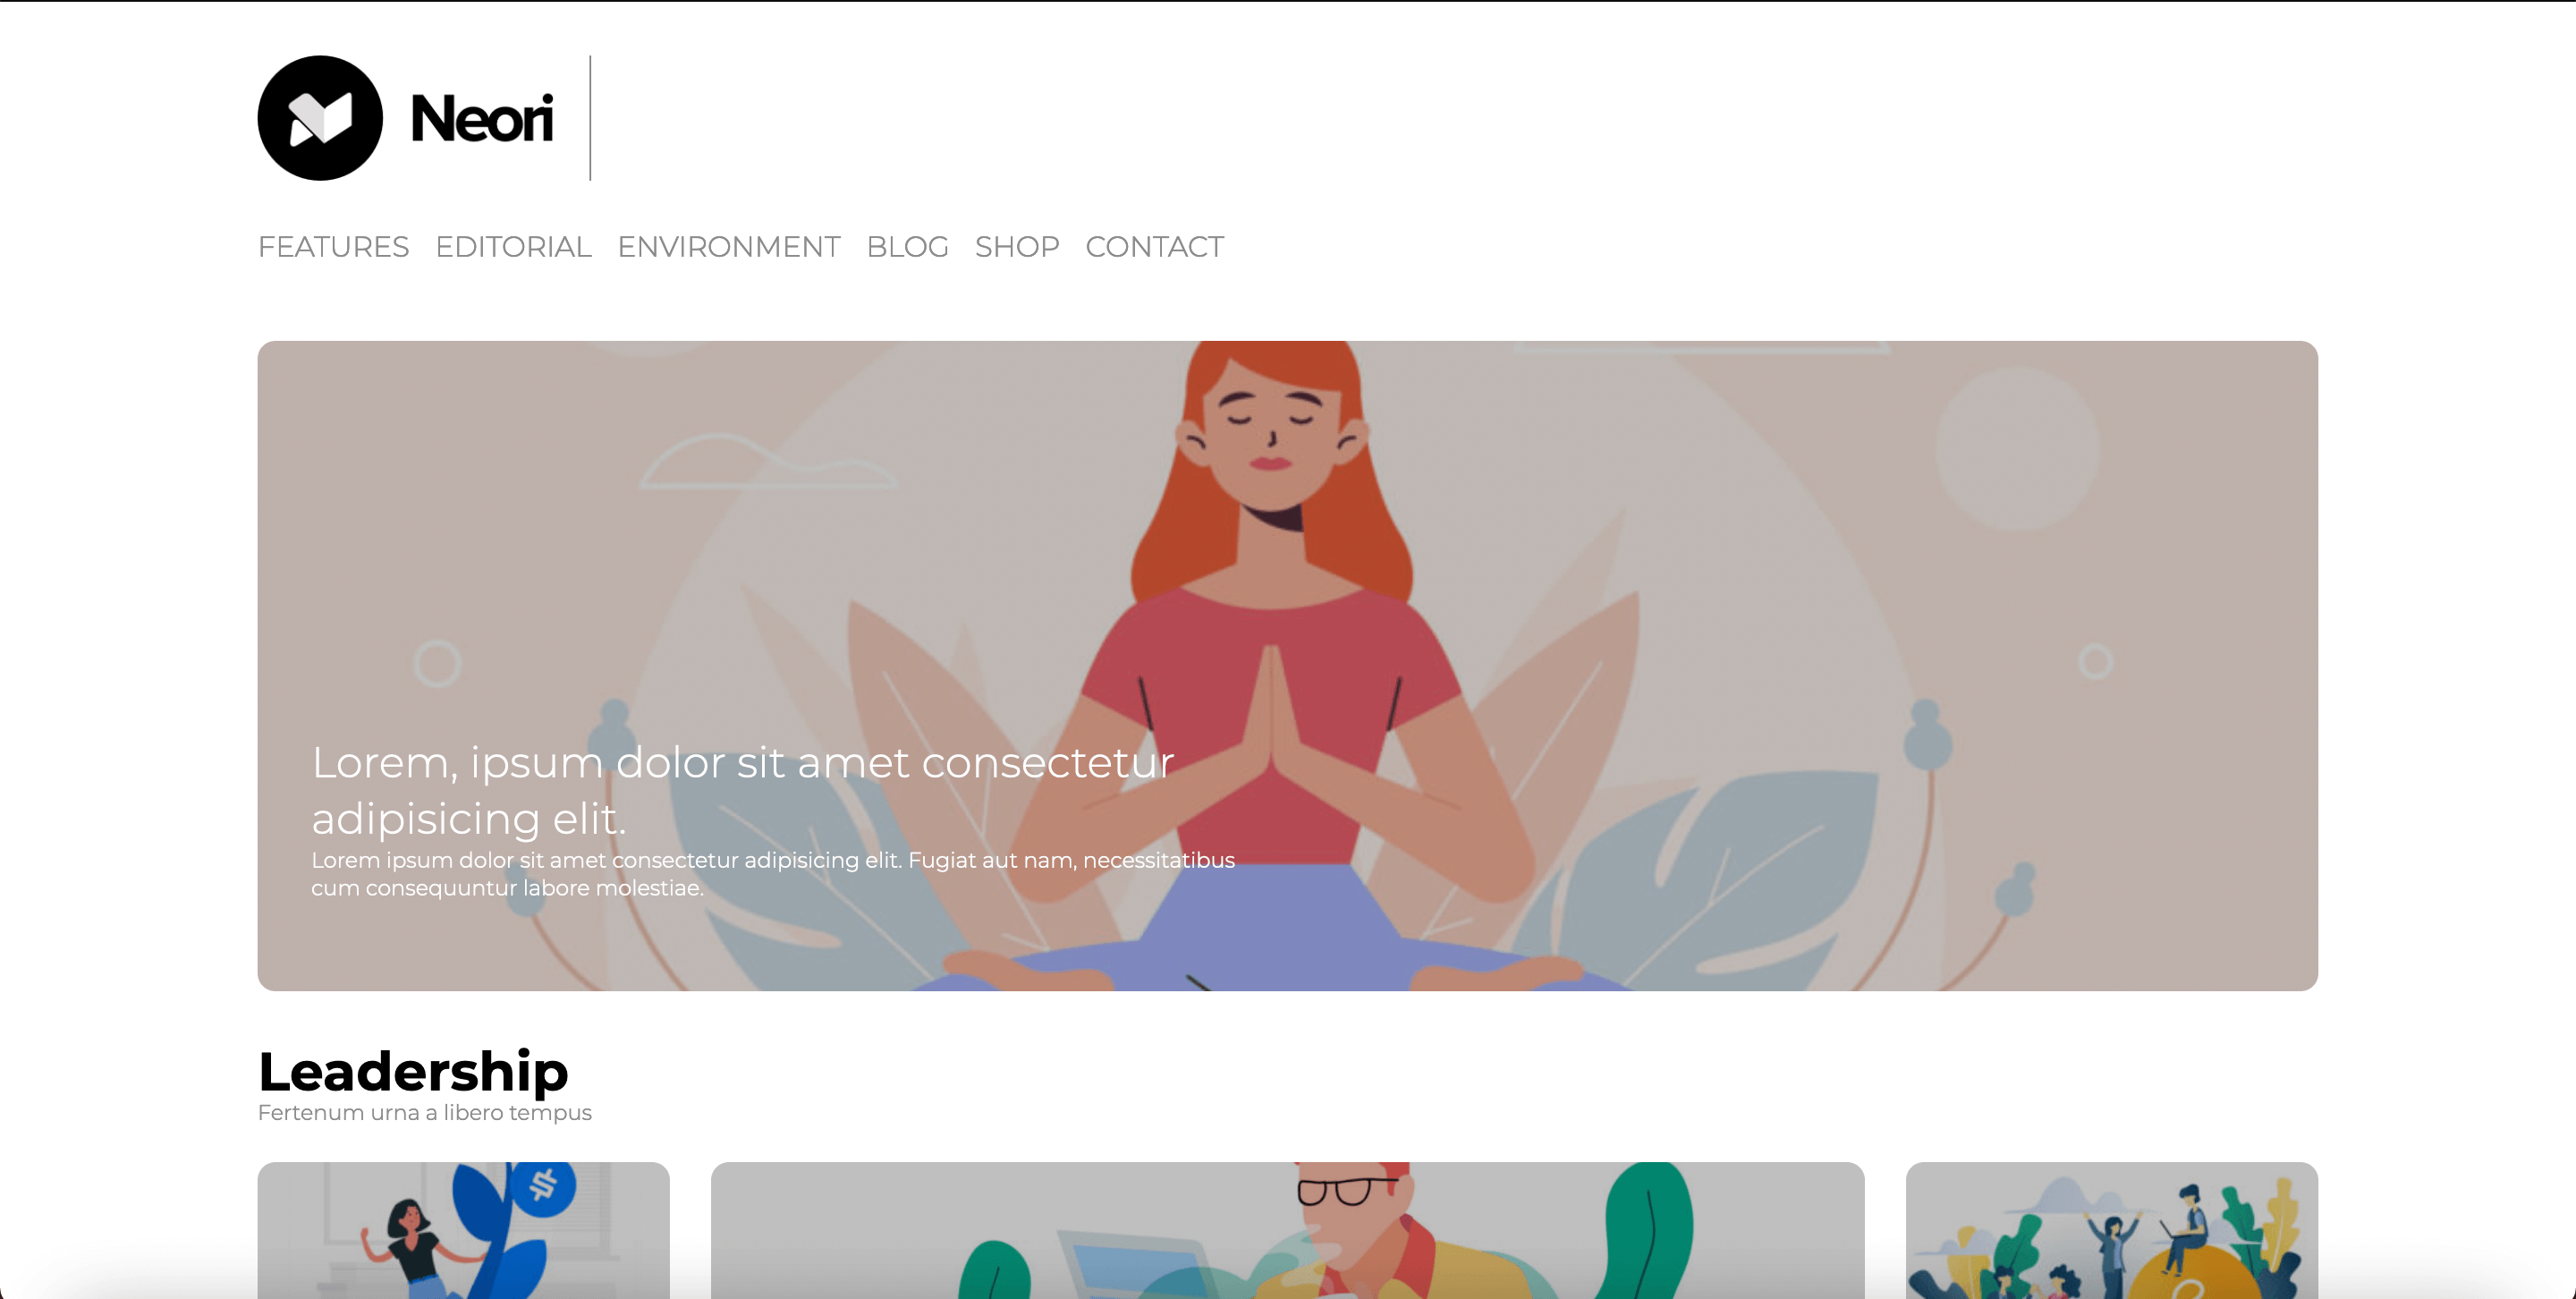 Neori
FEATURES EDITORIAL ENVIRONMENT BLOG SHOP CONTACT
Lorem, ipsum dolor sit amet consectetur
adipisicing elit.
Lorem ipsum dolor sit amet consectetur adipisicing elit. Fugiat aut nam, necessitatibus
cum consequuntur labore molestiae.
Leadership
Fertenum urna a libero tempus